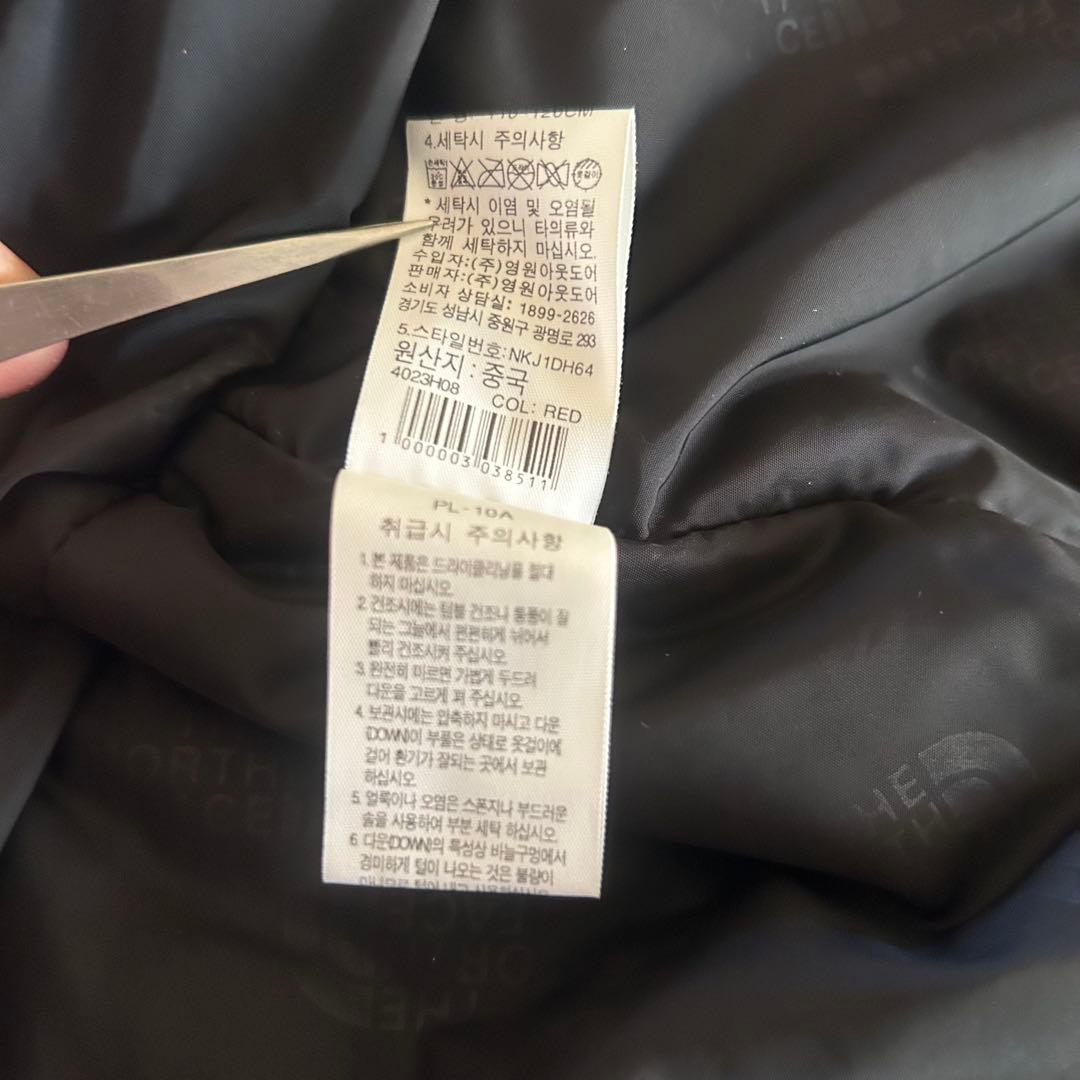 4.세탁시 주의사항
* 세탁시 이염 및 오염될
우려가 있으니 타의류와
함께 세탁하지 마십시오.
수입자:(주)영원아웃도어
판매자:(주)영원아웃도어
소비자 상담실: 1899-2626
경기도 성남시 중원구 광명로 293
5.스타일번호:NKJ1DH64
원산지 : 중국
4023H08
COL: RED
1 000003 038511
PL-10A
취급시 주의사항
1. 본 제품은 드라이클리닝을 절대
하지 마십시오.
2. 건조시에는 텀블 건조나 통풍이 잘
되는 그늘에서 편편하게 뉘어서
빨리 건조시켜 주십시오.
3. 완전히 마르면 가볍게 두드려
다운을 고르게 펴 주십시오.
4. 보관시에는 압축하지 마시고 다운
(DOWN)이 부풀은 상태로 옷걸이에
걸어 환기가 잘되는 곳에서 보관
하십시오.
5. 얼룩이나 오염은 스폰지나 부드러운
솔을 사용하여 부분 세탁 하십시오.
6. 다운(DOWN)의 특성상 바늘구멍에서
경미하게 털이 나오는 것은 불량이
THE